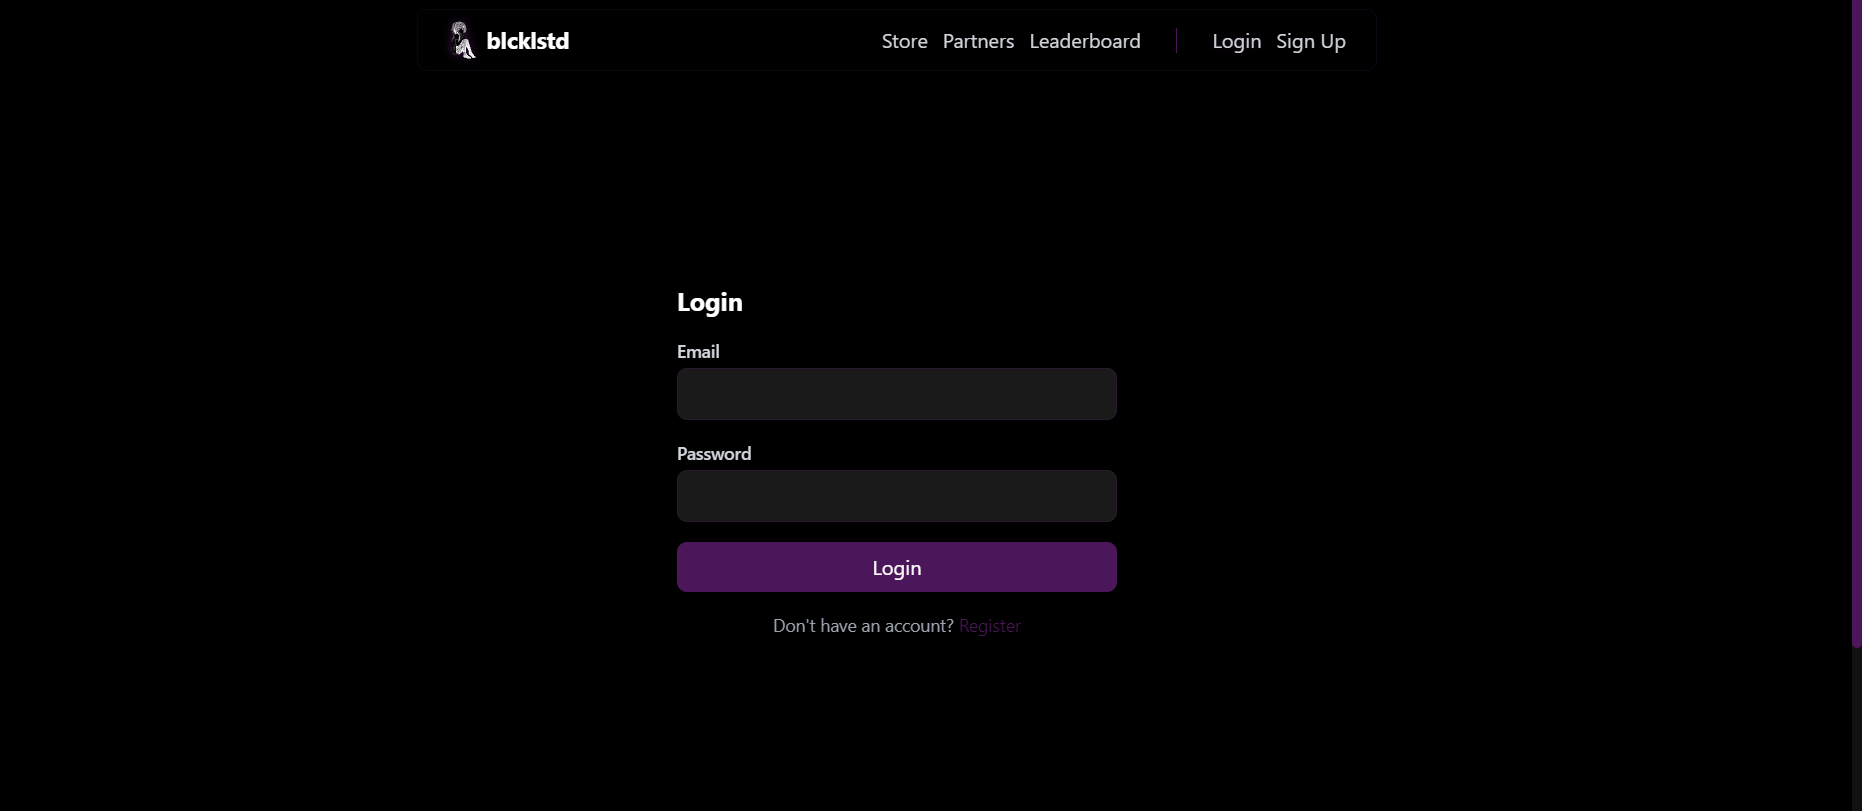 blcklstd Store Partners Leaderboard Login Sign Up
Login
Email
Password
Login
Don't have an account? Register